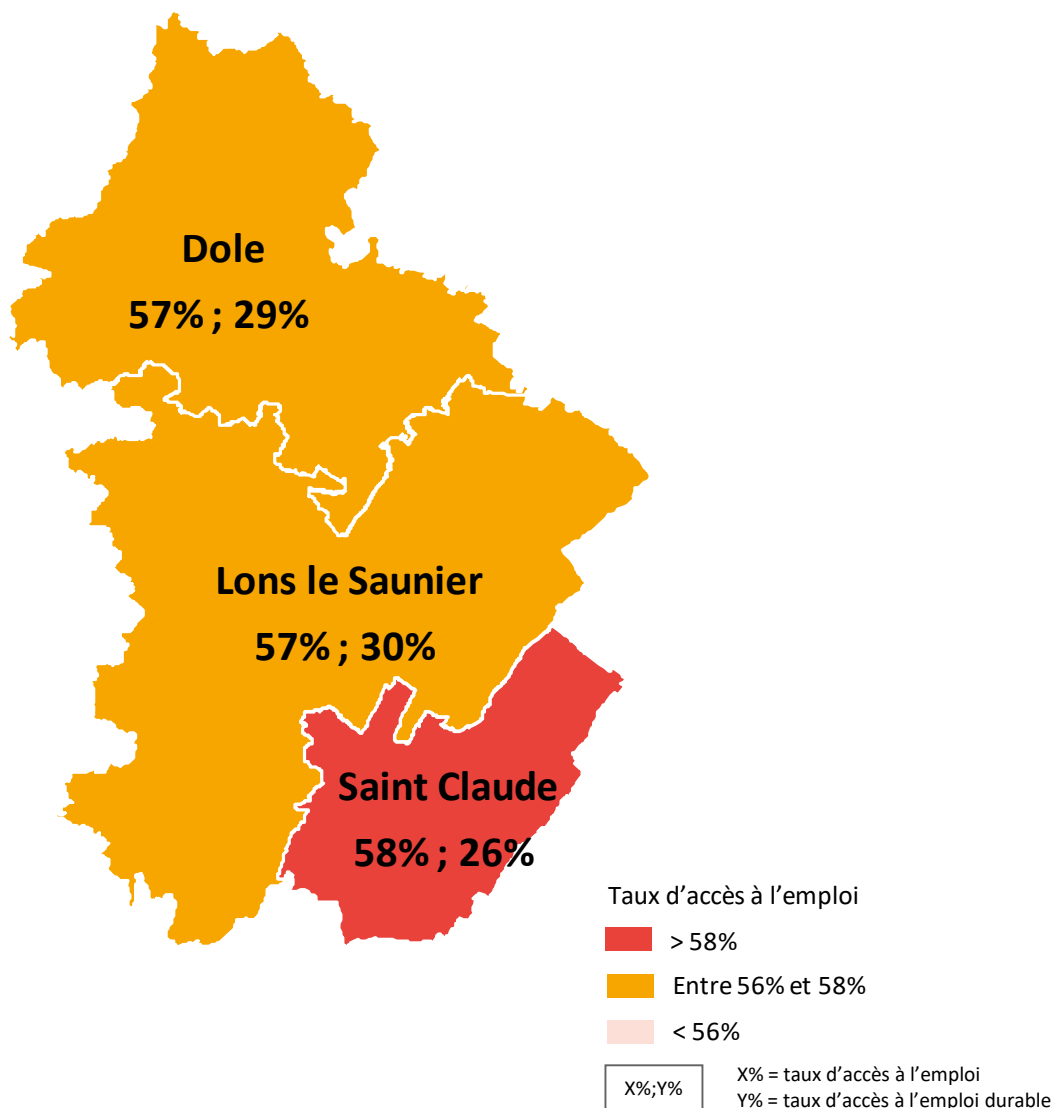 Dole
57% ; 29%
Lons le Saunier
57% ; 30%
Saint Claude
58% ; 26%
Taux d’accès à l’emploi
> 58%
Entre 56% et 58%
< 56%
X%;Y%
X% = taux d’accès à l’emploi
Y% = taux d’accès à l’emploi durable